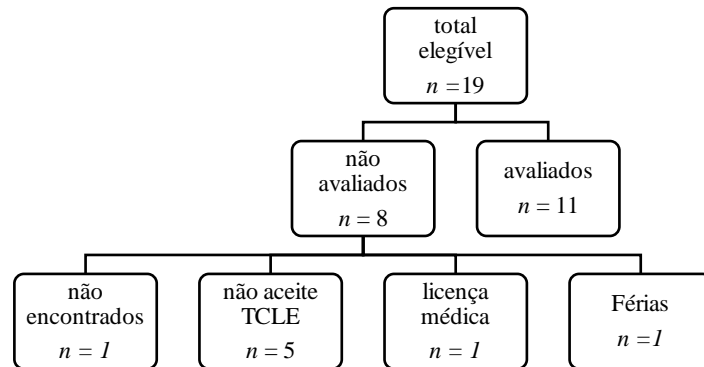 total
elegível
n =19
não
avaliados
n = 8
avaliados
n = 11
não
encontrados
n = 1
não aceite
TCLE
n = 5
licença
médica
n = 1
Férias
n =1